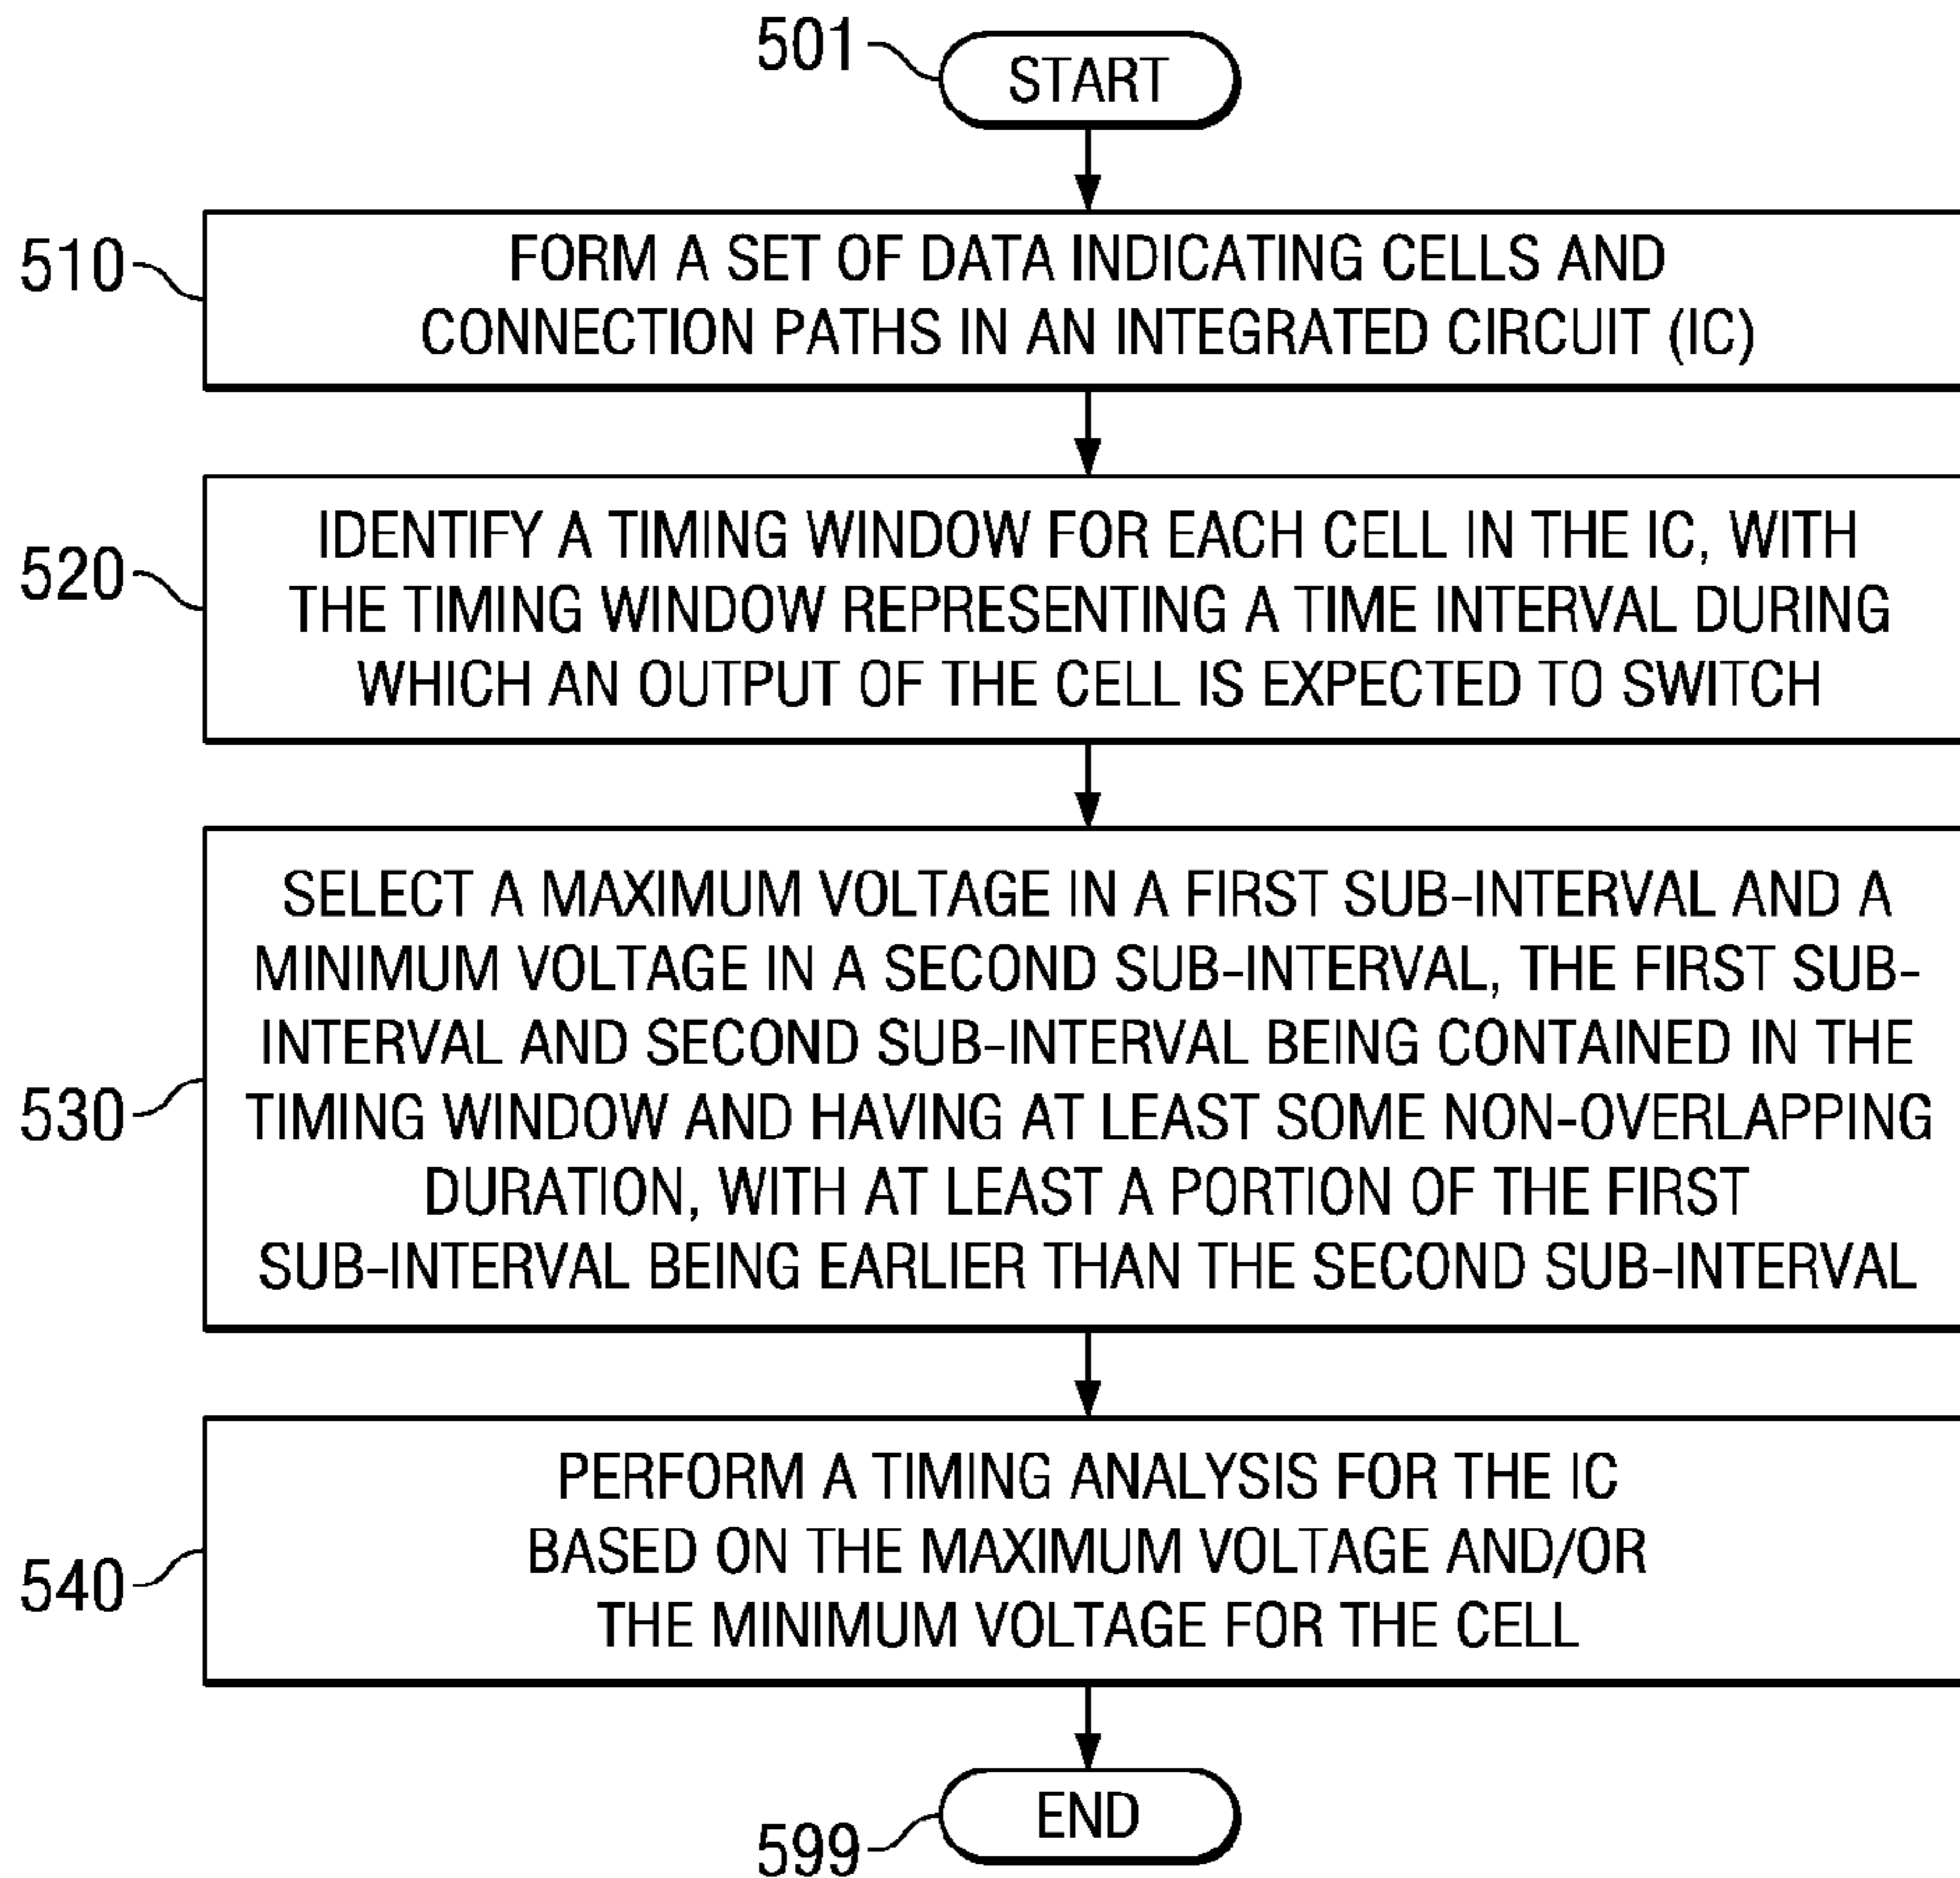 501
START
510
FORM A SET OF DATA INDICATING CELLS AND
CONNECTION PATHS IN AN INTEGRATED CIRCUIT (IC)
520
IDENTIFY A TIMING WINDOW FOR EACH CELL IN THE IC, WITH
THE TIMING WINDOW REPRESENTING A TIME INTERVAL DURING
WHICH AN OUTPUT OF THE CELL IS EXPECTED TO SWITCH
530
SELECT A MAXIMUM VOLTAGE IN A FIRST SUB-INTERVAL AND A
MINIMUM VOLTAGE IN A SECOND SUB-INTERVAL, THE FIRST SUB-
INTERVAL AND SECOND SUB-INTERVAL BEING CONTAINED IN THE
TIMING WINDOW AND HAVING AT LEAST SOME NON-OVERLAPPING
DURATION, WITH AT LEAST A PORTION OF THE FIRST
SUB-INTERVAL BEING EARLIER THAN THE SECOND SUB-INTERVAL
540
PERFORM A TIMING ANALYSIS FOR THE IC
BASED ON THE MAXIMUM VOLTAGE AND/OR
THE MINIMUM VOLTAGE FOR THE CELL
END
599